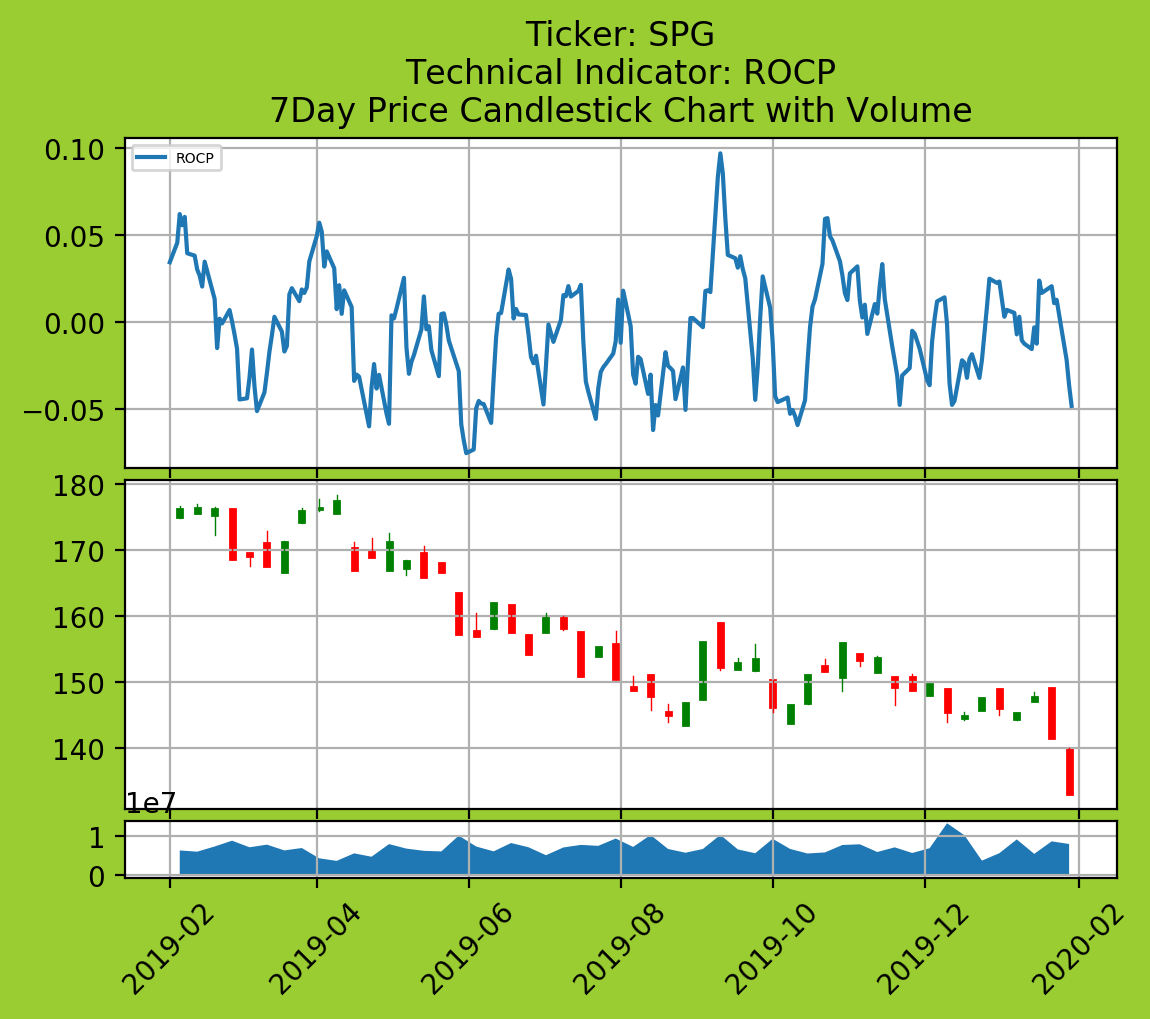 Ticker: SPG
Technical Indicator: ROCP
7Day Price Candlestick Chart with Volume
0.10
ROCP
0.05
0.00
−0.05
180
170
160
150
140
1e7
1
0
2019-02 2019-04 2019-06 2019-08 2019-10 2019-12 2020-02